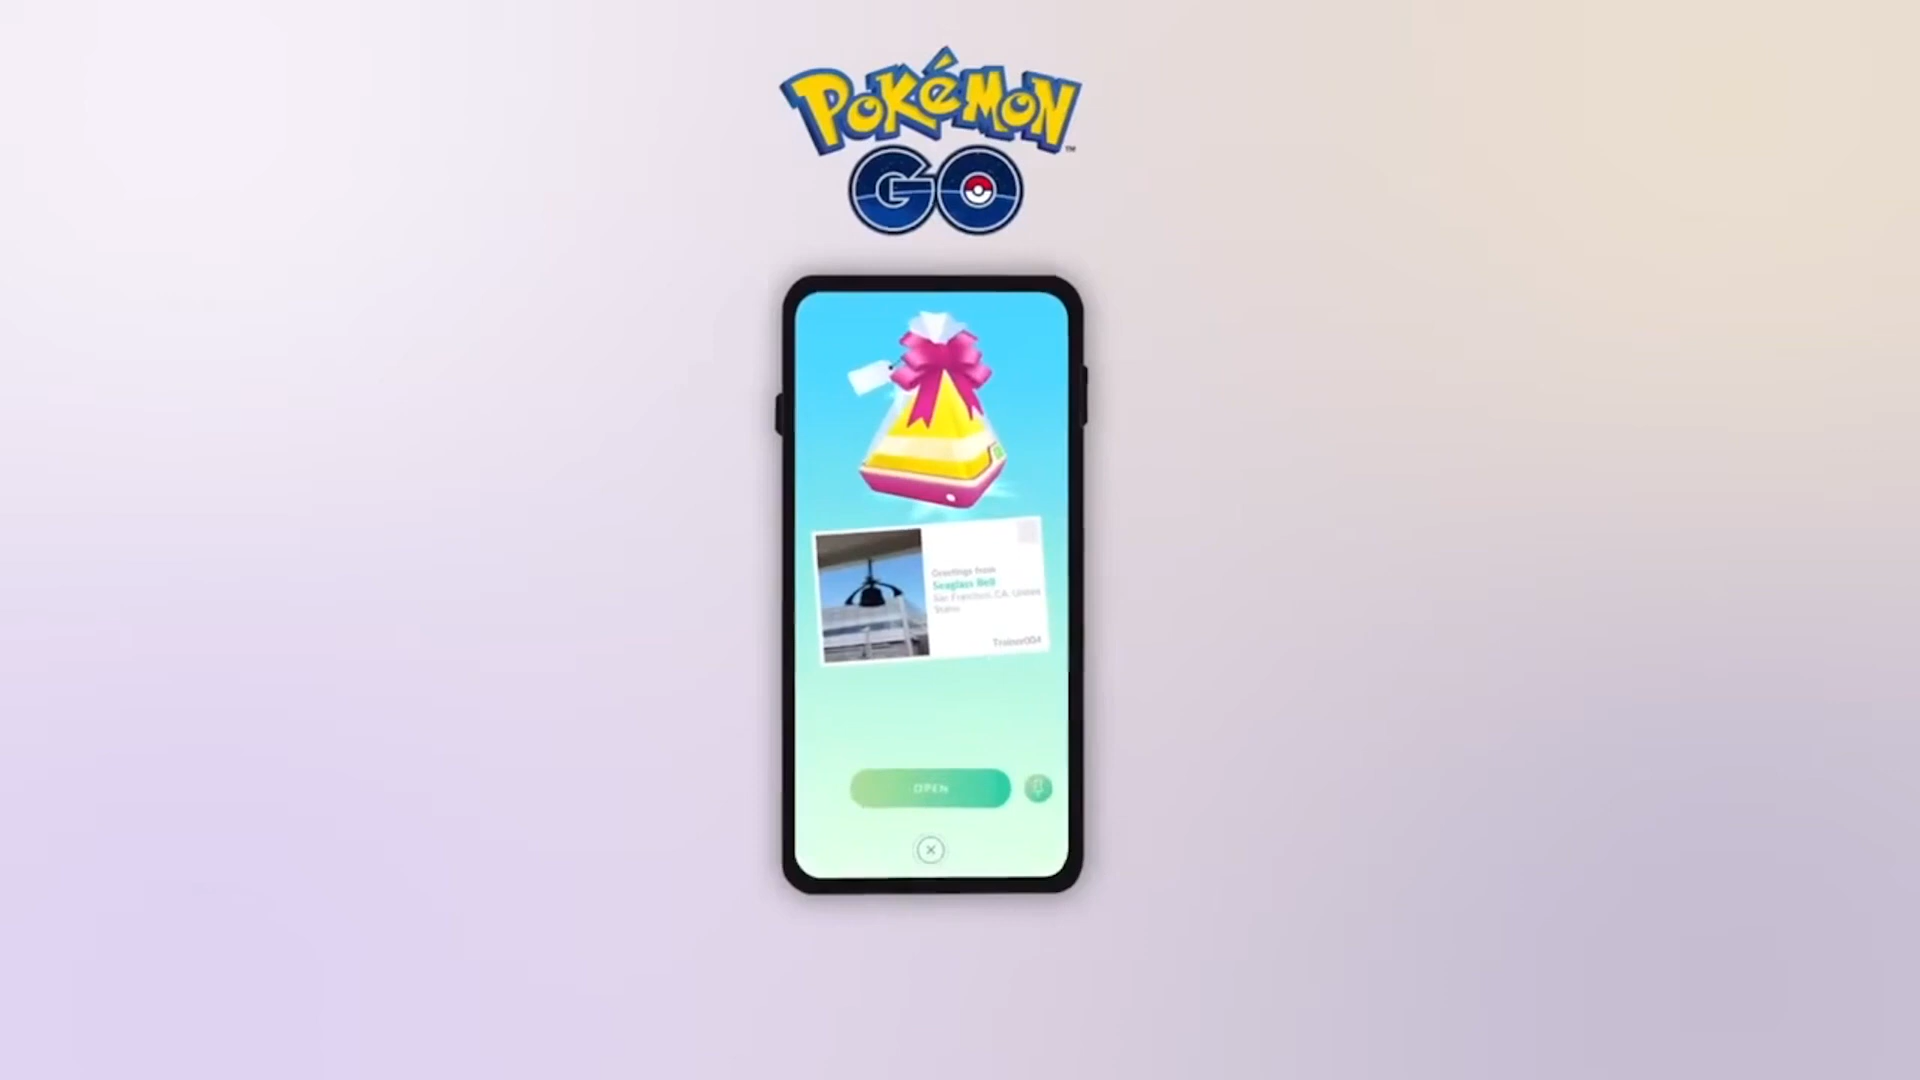 POKÉMON
GO
Greetings from
Seaglass Bell
San Francisco, CA, United
States
Trainer004
OPEN